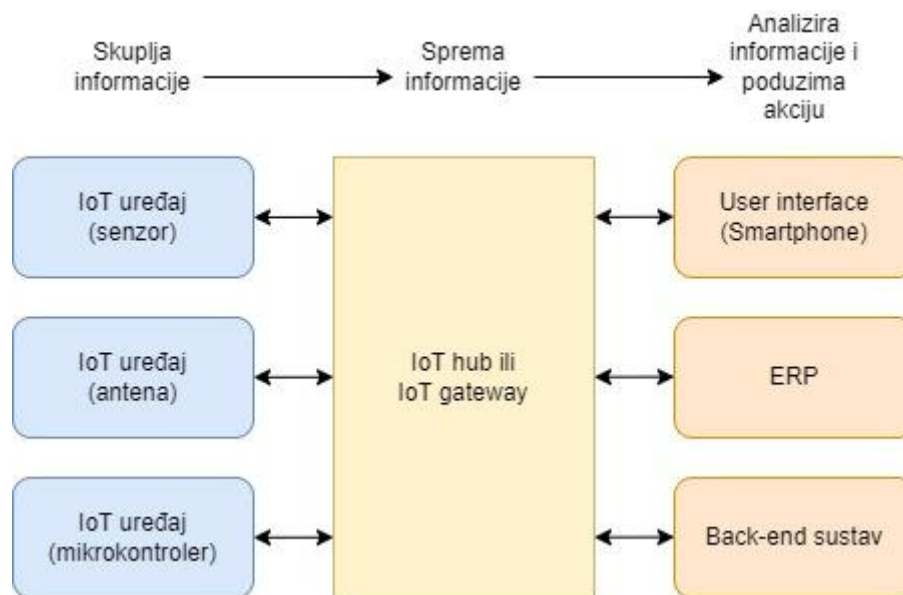 Skuplja
informacije
Sprema
informacije
Analizira
informacije i
poduzima
akciju
IoT uređaj
(senzor)
User interface
(Smartphone)
IoT uređaj
(antena)
IoT hub ili
IoT gateway
ERP
IoT uređaj
(mikrokontroler)
Back-end sustav